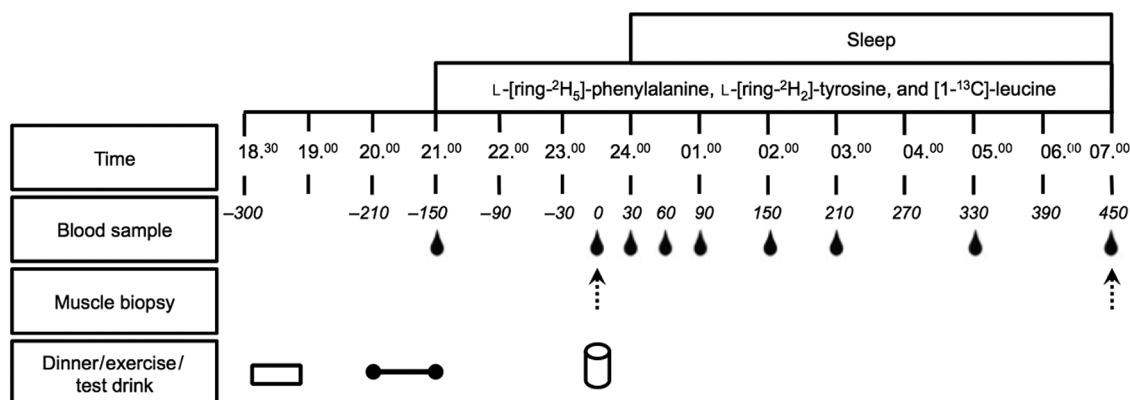 Sleep
L-[ring-²H₅]-phenylalanine, L-[ring-²H₂]-tyrosine, and [1-¹³C]-leucine
Time
18.³⁰ 19.⁰⁰ 20.⁰⁰ 21.⁰⁰ 22.⁰⁰ 23.⁰⁰ 24.⁰⁰ 01.⁰⁰ 02.⁰⁰ 03.⁰⁰ 04.⁰⁰ 05.⁰⁰ 06.⁰⁰ 07.⁰⁰
–300 –210 –150 –90 –30 0 30 60 90 150 210 270 330 390 450
Blood sample
Muscle biopsy
Dinner/exercise/
test drink